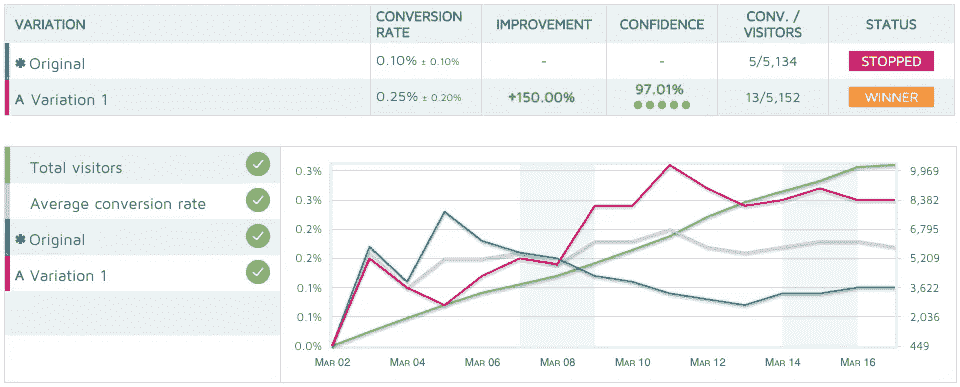 VARIATION CONVERSION RATE IMPROVEMENT CONFIDENCE CONV. / VISITORS STATUS
✱ Original 0.10% ± 0.10% - - 5/5,134 STOPPED
A Variation 1 0.25% ± 0.20% +150.00% 97.01% 13/5,152 WINNER
Total visitors
Average conversion rate
✱ Original
A Variation 1
0.3% 9,969
0.3% 8,382
0.2% 6,795
0.2% 5,209
0.1% 3,622
0.1% 2,036
0.0% 449
MAR 02 MAR 04 MAR 06 MAR 08 MAR 10 MAR 12 MAR 14 MAR 16